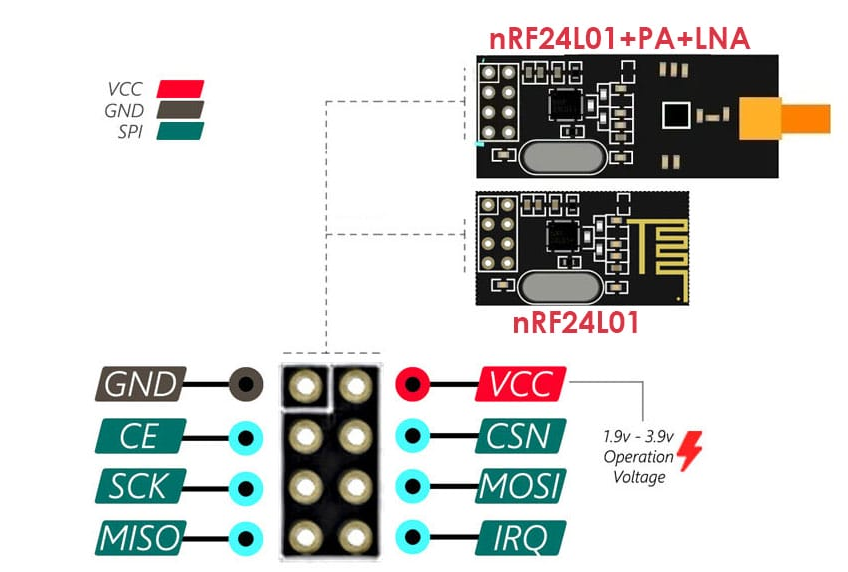 nRF24L01+PA+LNA
VCC
GND
SPI
nRF24L01
GND
VCC
CE
CSN
1.9v - 3.9v
Operation
Voltage
SCK
MOSI
MISO
IRQ